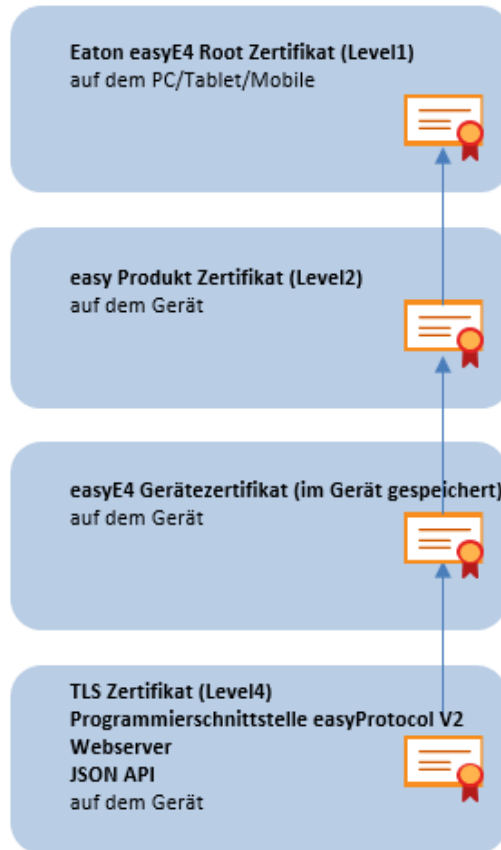 Eaton easyE4 Root Zertifikat (Level1)
auf dem PC/Tablet/Mobile
easy Produkt Zertifikat (Level2)
auf dem Gerät
easyE4 Gerätezertifikat (im Gerät gespeichert)
auf dem Gerät
TLS Zertifikat (Level4)
Programmierschnittstelle easyProtocol V2
Webserver
JSON API
auf dem Gerät